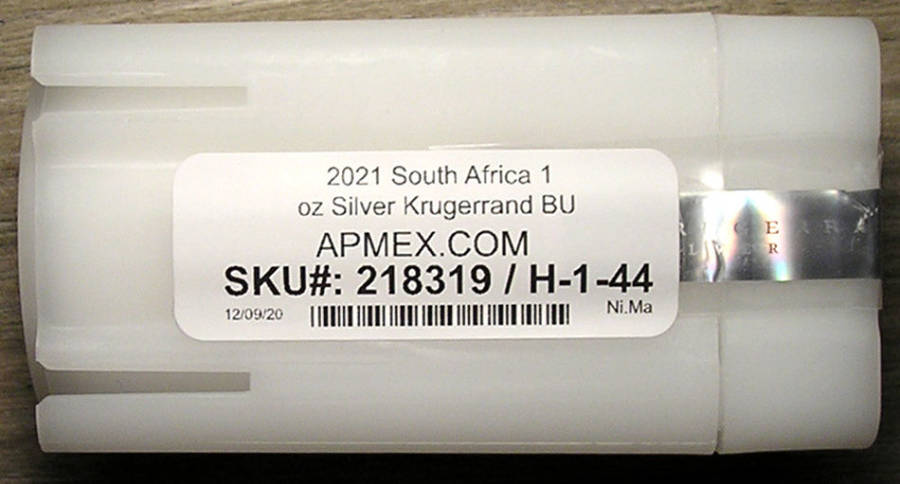 2021 South Africa 1
oz Silver Krugerrand BU
APMEX.COM
SKU#: 218319 / H-1-44
12/09/20
Ni.Ma